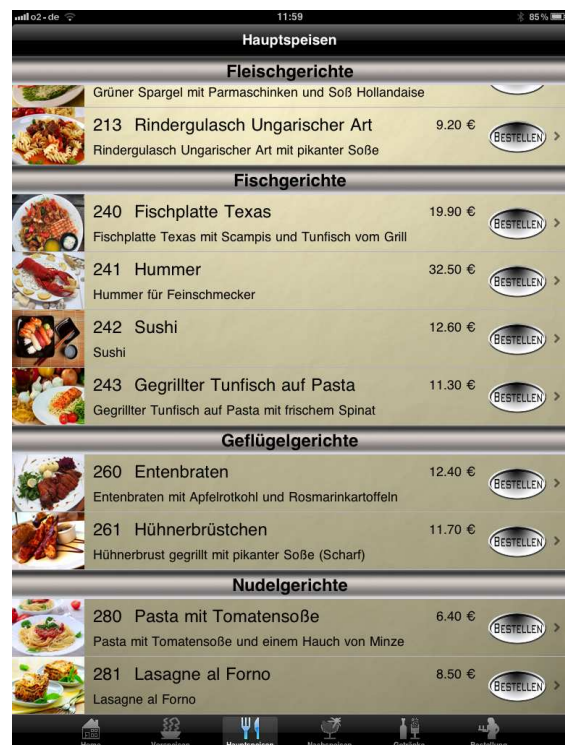 o2-de 11:59 85%
Hauptspeisen
Fleischgerichte
Grüner Spargel mit Parmaschinken und Soß Hollandaise
213 Rindergulasch Ungarischer Art 9.20 € BESTELLEN
Rindergulasch Ungarischer Art mit pikanter Soße
Fischgerichte
240 Fischplatte Texas 19.90 € BESTELLEN
Fischplatte Texas mit Scampis und Tunfisch vom Grill
241 Hummer 32.50 € BESTELLEN
Hummer für Feinschmecker
242 Sushi 12.60 € BESTELLEN
Sushi
243 Gegrillter Tunfisch auf Pasta 11.30 € BESTELLEN
Gegrillter Tunfisch auf Pasta mit frischem Spinat
Geflügelgerichte
260 Entenbraten 12.40 € BESTELLEN
Entenbraten mit Apfelrotkohl und Rosmarinkartoffeln
261 Hühnerbrüstchen 11.70 € BESTELLEN
Hühnerbrust gegrillt mit pikanter Soße (Scharf)
Nudelgerichte
280 Pasta mit Tomatensoße 6.40 € BESTELLEN
Pasta mit Tomatensoße und einem Hauch von Minze
281 Lasagne al Forno 8.50 € BESTELLEN
Lasagne al Forno
Home Vorspeisen Hauptspeisen Nachspeisen Getränke Bestellung